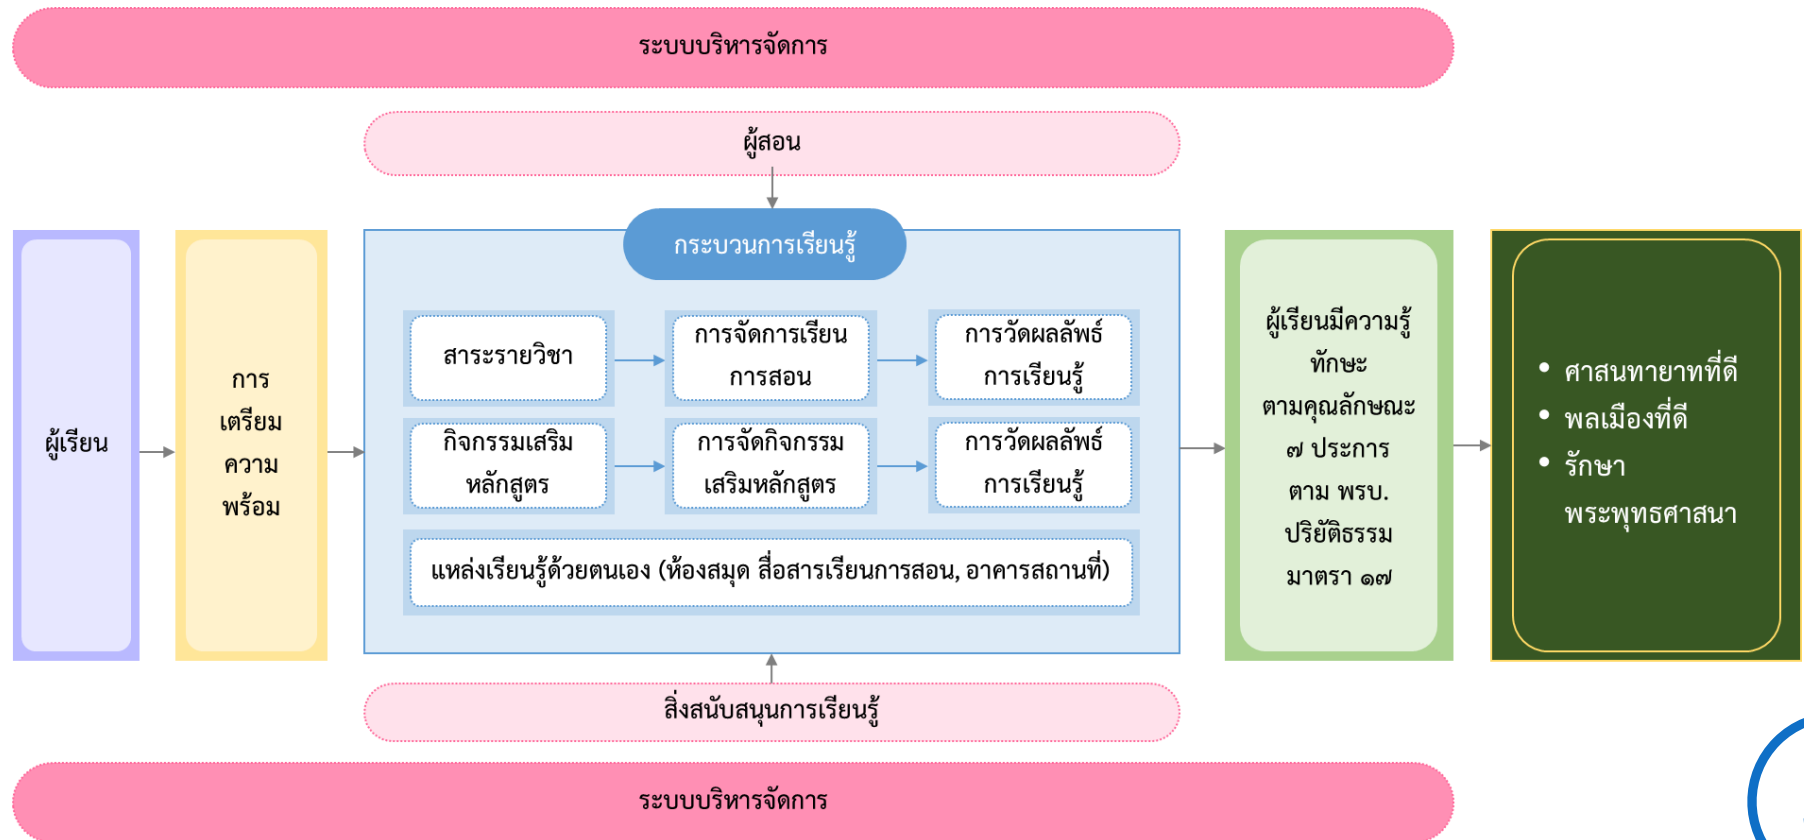 ระบบบริหารจัดการ
ผู้สอน
กระบวนการเรียนรู้
ผู้เรียน
การ
เตรียม
ความ
พร้อม
สาระรายวิชา
การจัดการเรียน
การสอน
การวัดผลลัพธ์
การเรียนรู้
กิจกรรมเสริม
หลักสูตร
การจัดกิจกรรม
เสริมหลักสูตร
การวัดผลลัพธ์
การเรียนรู้
แหล่งเรียนรู้ด้วยตนเอง (ห้องสมุด สื่อสารเรียนการสอน, อาคารสถานที่)
ผู้เรียนมีความรู้
ทักษะ
ตามคุณลักษณะ
๗ ประการ
ตาม พรบ.
ปริยัติธรรม
มาตรา ๑๗
• ศาสนทายาทที่ดี
• พลเมืองที่ดี
• รักษา
พระพุทธศาสนา
สิ่งสนับสนุนการเรียนรู้
ระบบบริหารจัดการ